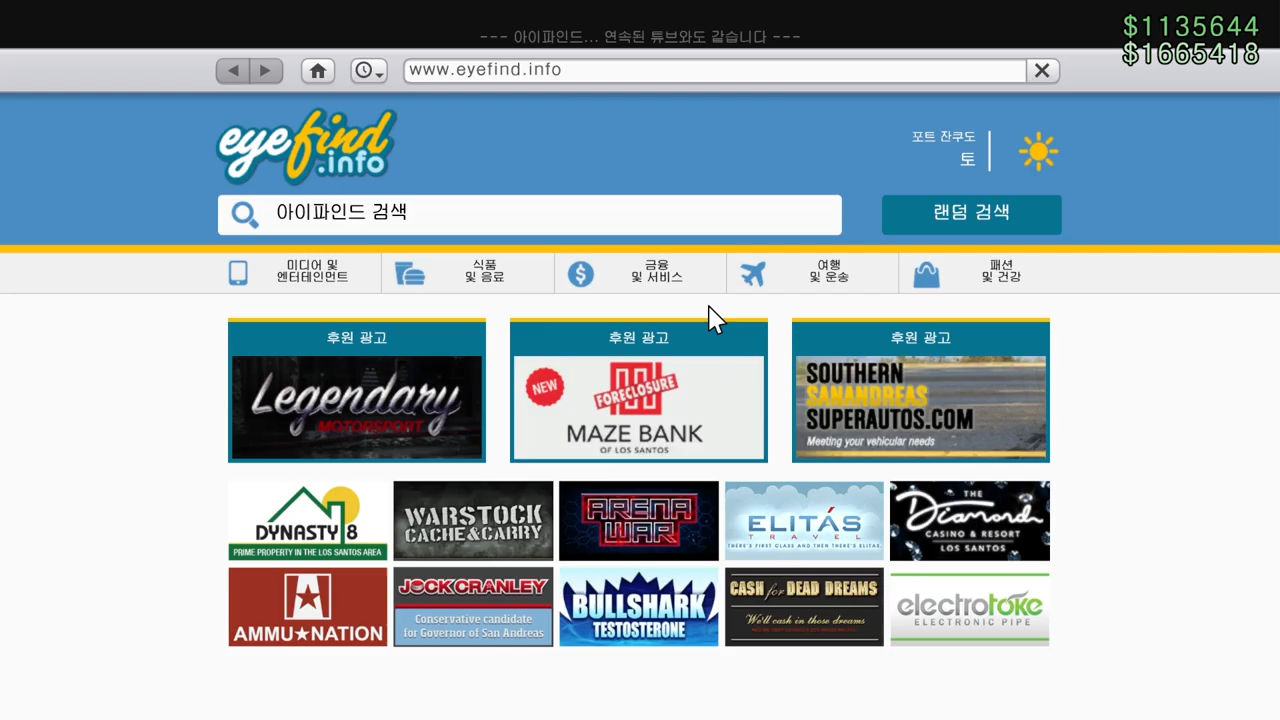 $1135644
--- 아이파인드... 연속된 튜브와도 같습니다 ---
$1665418
www.eyefind.info
eyefind
.info
포트 잔쿠도
토
아이파인드 검색
랜덤 검색
미디어 및
엔터테인먼트
식품
및 음료
금융
및 서비스
여행
및 운송
패션
및 건강
후원 광고
Legendary
MOTORSPORT
후원 광고
NEW
FORECLOSURE
MAZE BANK
OF LOS SANTOS
후원 광고
SOUTHERN
SANANDREAS
SUPERAUTOS.COM
Meeting your vehicular needs
DYNASTY 8
PRIME PROPERTY IN THE LOS SANTOS AREA
WARSTOCK
CACHE&CARRY
ARENA
WAR
ELITÁS
TRAVEL
THERE'S FIRST CLASS AND THEN THERE'S ELITAS.
THE
Diamond
CASINO & RESORT
LOS SANTOS
AMMU★NATION
JOCK CRANLEY
Conservative candidate
for Governor of San Andreas
BULLSHARK
TESTOSTERONE
CASH for DEAD DREAMS
We'll cash in those dreams
electrotoke
ELECTRONIC PIPE